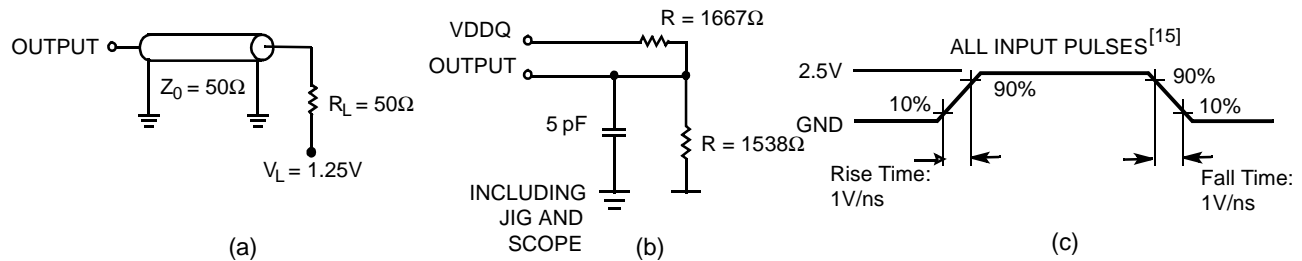 OUTPUT
Z0 = 50Ω
RL = 50Ω
VL = 1.25V
(a)
R = 1667Ω
VDDQ
OUTPUT
5 pF
R = 1538Ω
INCLUDING
JIG AND
SCOPE
(b)
ALL INPUT PULSES[15]
2.5V
90%
90%
10%
10%
GND
Rise Time:
1V/ns
Fall Time:
1V/ns
(c)